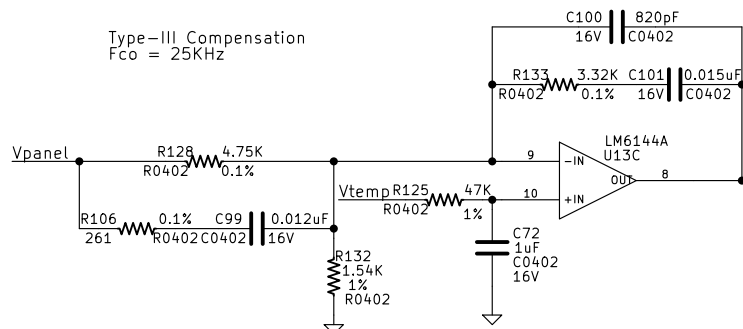 C100 820pF
16V C0402
Type-III Compensation
Fco = 25KHz
R133 3.32K C101 0.015uF
R0402 0.1% 16V C0402
LM6144A
U13C
Vpanel R128 4.75K
R0402 0.1%
9 -IN
OUT 8
Vtemp R125 47K 10 +IN
R0402 1%
R106 0.1% C99 0.012uF
261 R0402 C0402 16V
C72
1uF
C0402
16V
R132
1.54K
1%
R0402